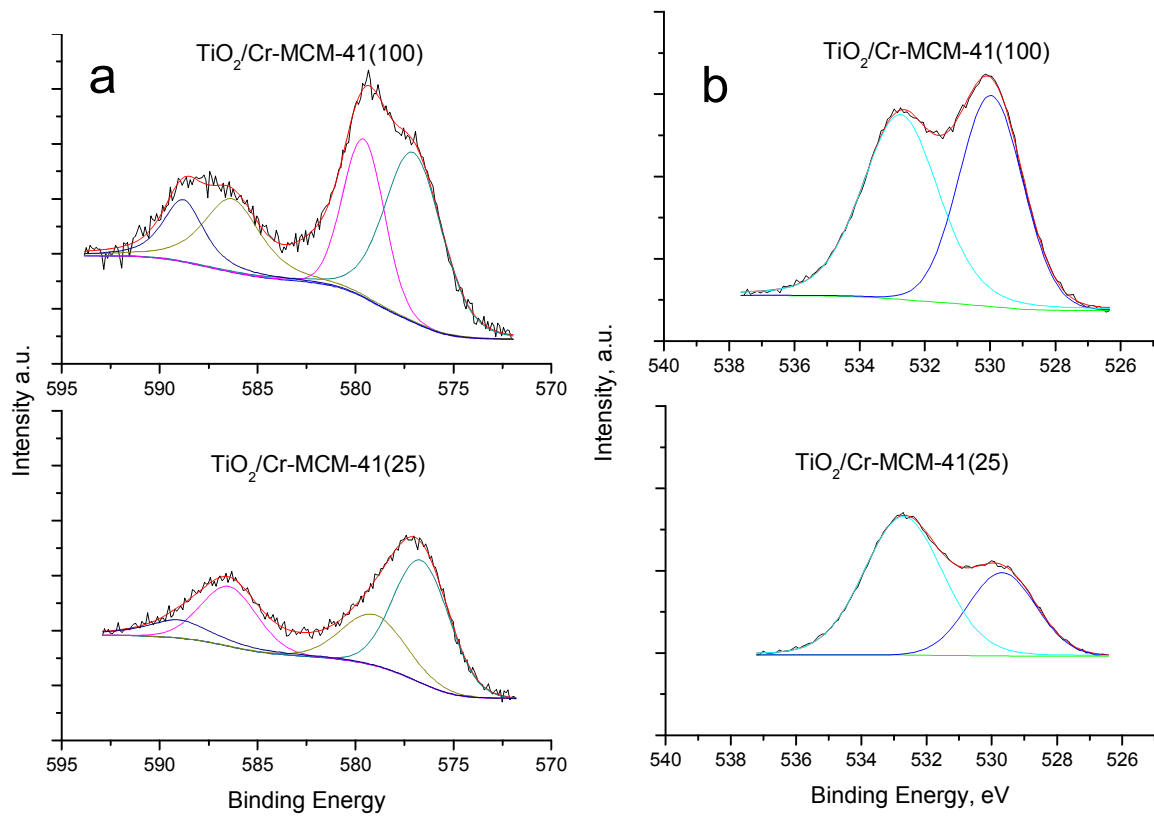 a
TiO2/Cr-MCM-41(100)
595 590 585 580 575 570
TiO2/Cr-MCM-41(25)
595 590 585 580 575 570
Intensity a.u.
Binding Energy
b
TiO2/Cr-MCM-41(100)
540 538 536 534 532 530 528 526
TiO2/Cr-MCM-41(25)
540 538 536 534 532 530 528 526
Intensity, a.u.
Binding Energy, eV